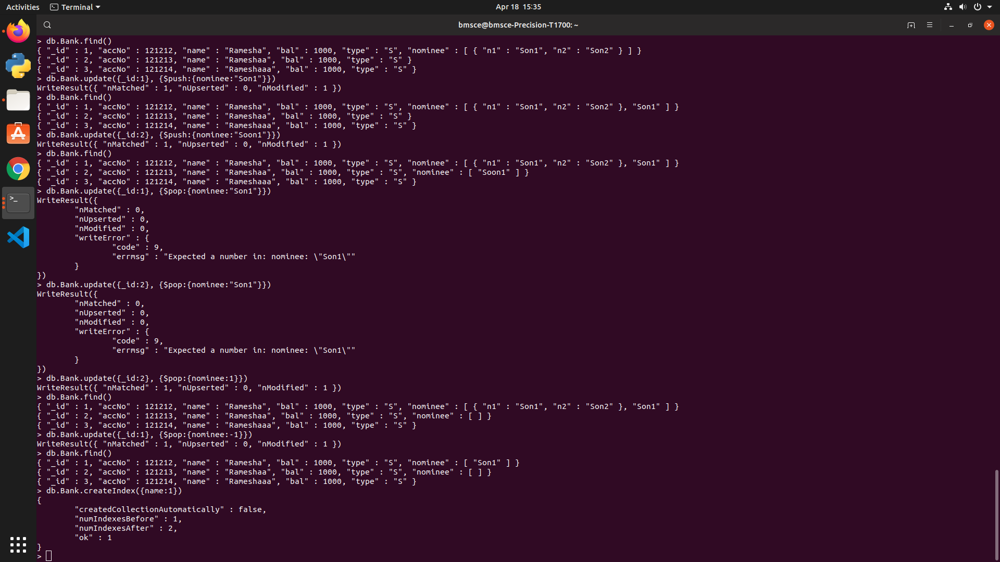 Activities
Terminal
Apr 18 15:35
bmsce@bmsce-Precision-T1700: ~
> db.Bank.find()
{ "_id" : 1, "accNo" : 121212, "name" : "Ramesha", "bal" : 1000, "type" : "S", "nominee" : [ { "n1" : "Son1", "n2" : "Son2" } ] }
{ "_id" : 2, "accNo" : 121213, "name" : "Rameshaa", "bal" : 1000, "type" : "S" }
{ "_id" : 3, "accNo" : 121214, "name" : "Rameshaaa", "bal" : 1000, "type" : "S" }
> db.Bank.update({_id:1}, {$push:{nominee:"Son1"}})
WriteResult({ "nMatched" : 1, "nUpserted" : 0, "nModified" : 1 })
> db.Bank.find()
{ "_id" : 1, "accNo" : 121212, "name" : "Ramesha", "bal" : 1000, "type" : "S", "nominee" : [ { "n1" : "Son1", "n2" : "Son2" }, "Son1" ] }
{ "_id" : 2, "accNo" : 121213, "name" : "Rameshaa", "bal" : 1000, "type" : "S" }
{ "_id" : 3, "accNo" : 121214, "name" : "Rameshaaa", "bal" : 1000, "type" : "S" }
> db.Bank.update({_id:2}, {$push:{nominee:"Soon1"}})
WriteResult({ "nMatched" : 1, "nUpserted" : 0, "nModified" : 1 })
> db.Bank.find()
{ "_id" : 1, "accNo" : 121212, "name" : "Ramesha", "bal" : 1000, "type" : "S", "nominee" : [ { "n1" : "Son1", "n2" : "Son2" }, "Son1" ] }
{ "_id" : 2, "accNo" : 121213, "name" : "Rameshaa", "bal" : 1000, "type" : "S", "nominee" : [ "Soon1" ] }
{ "_id" : 3, "accNo" : 121214, "name" : "Rameshaaa", "bal" : 1000, "type" : "S" }
> db.Bank.update({_id:1}, {$pop:{nominee:"Son1"}})
WriteResult({
"nMatched" : 0,
"nUpserted" : 0,
"nModified" : 0,
"writeError" : {
"code" : 9,
"errmsg" : "Expected a number in: nominee: \"Son1\""
}
})
> db.Bank.update({_id:2}, {$pop:{nominee:"Son1"}})
WriteResult({
"nMatched" : 0,
"nUpserted" : 0,
"nModified" : 0,
"writeError" : {
"code" : 9,
"errmsg" : "Expected a number in: nominee: \"Son1\""
}
})
> db.Bank.update({_id:2}, {$pop:{nominee:1}})
WriteResult({ "nMatched" : 1, "nUpserted" : 0, "nModified" : 1 })
> db.Bank.find()
{ "_id" : 1, "accNo" : 121212, "name" : "Ramesha", "bal" : 1000, "type" : "S", "nominee" : [ { "n1" : "Son1", "n2" : "Son2" }, "Son1" ] }
{ "_id" : 2, "accNo" : 121213, "name" : "Rameshaa", "bal" : 1000, "type" : "S", "nominee" : [ ] }
{ "_id" : 3, "accNo" : 121214, "name" : "Rameshaaa", "bal" : 1000, "type" : "S" }
> db.Bank.update({_id:1}, {$pop:{nominee:-1}})
WriteResult({ "nMatched" : 1, "nUpserted" : 0, "nModified" : 1 })
> db.Bank.find()
{ "_id" : 1, "accNo" : 121212, "name" : "Ramesha", "bal" : 1000, "type" : "S", "nominee" : [ "Son1" ] }
{ "_id" : 2, "accNo" : 121213, "name" : "Rameshaa", "bal" : 1000, "type" : "S", "nominee" : [ ] }
{ "_id" : 3, "accNo" : 121214, "name" : "Rameshaaa", "bal" : 1000, "type" : "S" }
> db.Bank.createIndex({name:1})
{
"createdCollectionAutomatically" : false,
"numIndexesBefore" : 1,
"numIndexesAfter" : 2,
"ok" : 1
}
>